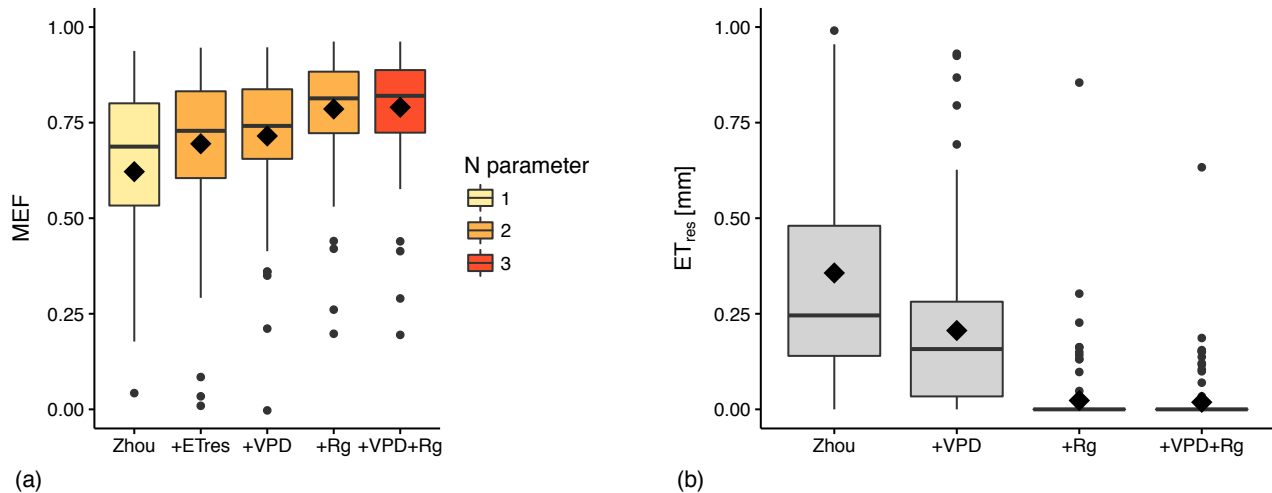 1.00
0.75
0.50
0.25
0.00
MEF
Zhou +ETres +VPD +Rg +VPD+Rg
N parameter
1
2
3
(a)
1.00
0.75
0.50
0.25
0.00
ETres [mm]
Zhou +VPD +Rg +VPD+Rg
(b)